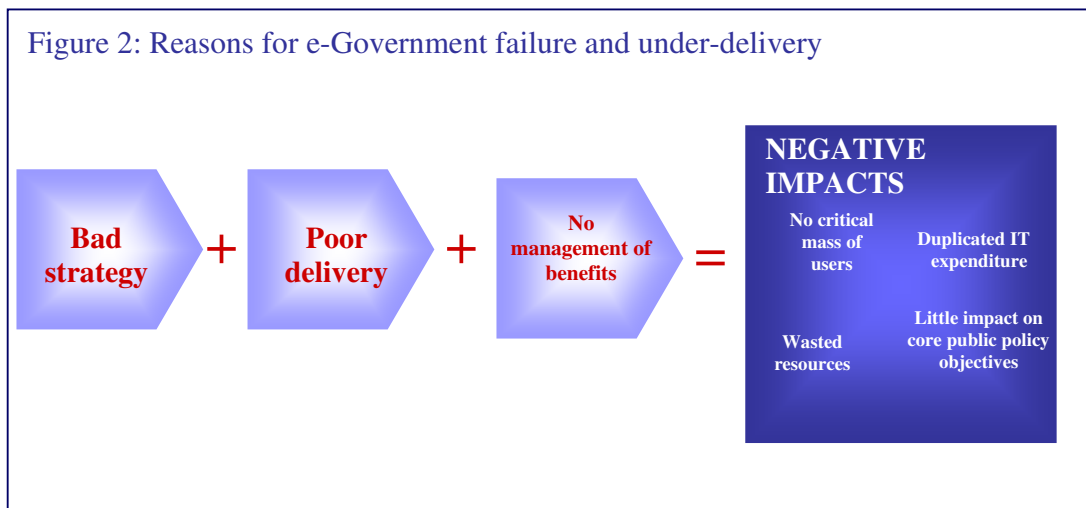 Figure 2: Reasons for e-Government failure and under-delivery
Bad
strategy
+
Poor
delivery
+
No
management of
benefits
=
NEGATIVE
IMPACTS
No critical
mass of
users
Duplicated IT
expenditure
Wasted
resources
Little impact on
core public policy
objectives